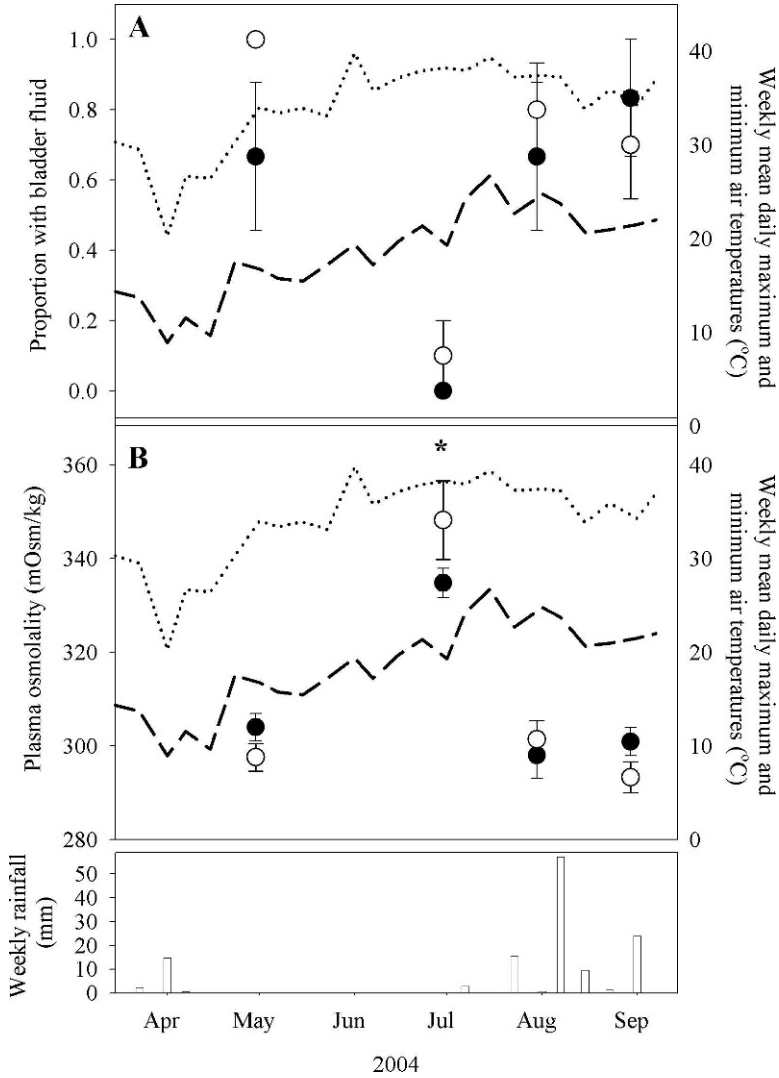 A
Proportion with bladder fluid
1.0
0.8
0.6
0.4
0.2
0.0
40
30
20
10
0
Weekly mean daily maximum and
minimum air temperatures (°C)
B
*
Plasma osmolality (mOsm/kg)
360
340
320
300
280
40
30
20
10
0
Weekly mean daily maximum and
minimum air temperatures (°C)
Weekly rainfall
(mm)
50
40
30
20
10
0
Apr May Jun Jul Aug Sep
2004